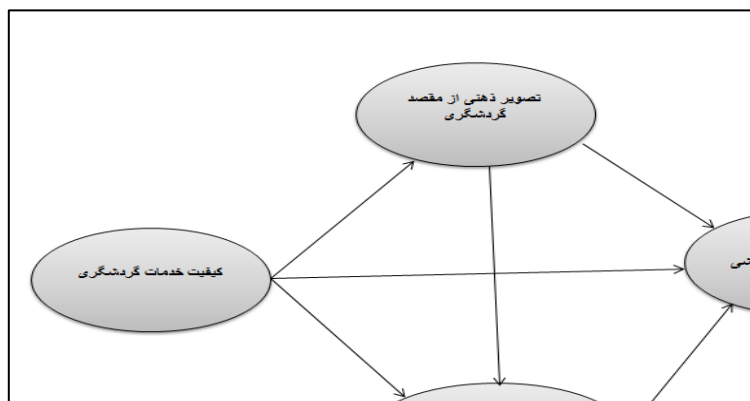 تصویر ذهنی از مقصد
گردشگری
کیفیت خدمات گردشگری